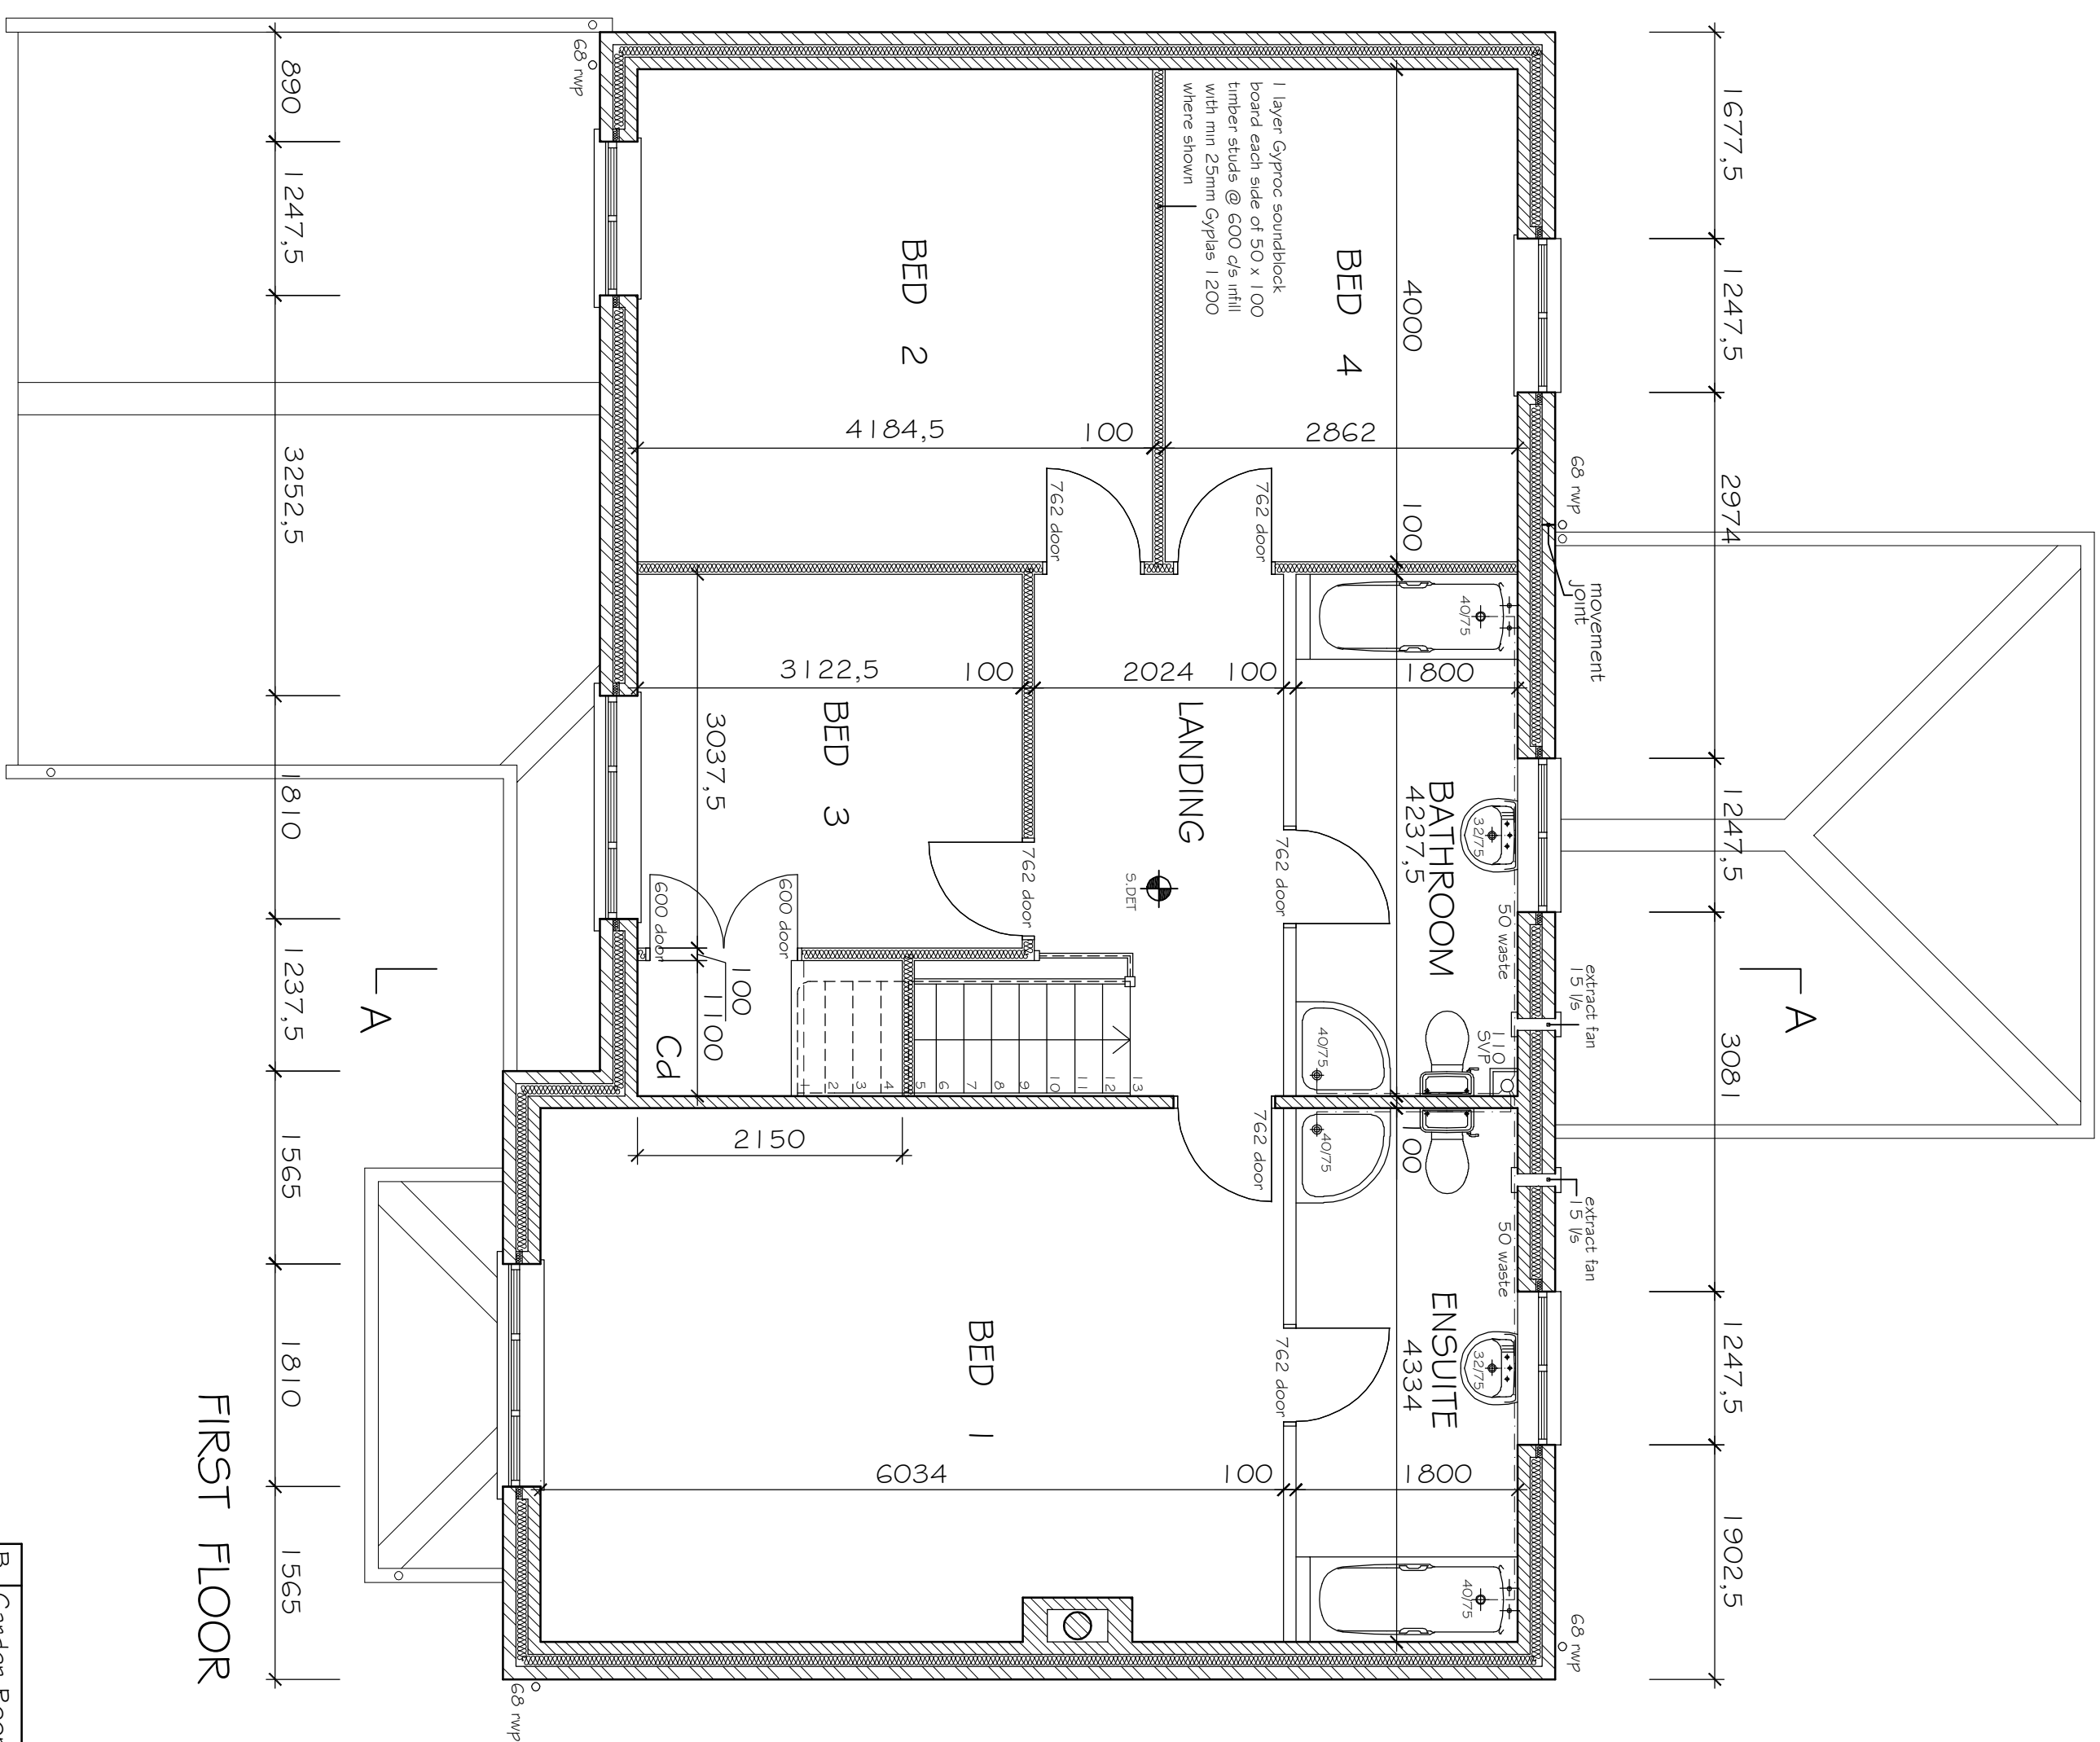 1677,5
1247,5
2974
1247,5
3081
1247,5
1902,5
68 rwp
movement
joint
extract fan
15 l/s
extract fan
15 l/s
68 rwp
A
BED 4
4000
100
2862
762 door
1 layer Gyproc soundblock
board each side of 50 x 100
timber studs @ 600 c/s infill
with min 25mm Gyplas 1200
where shown
BATHROOM
4237,5
40/75
32/75
50 waste
110
SVP
40/75
1800
762 door
100
ENSUITE
4334
40/75
32/75
50 waste
40/75
1800
762 door
100
BED 2
4184,5
100
762 door
LANDING
2024
100
S.DET
762 door
BED 3
3122,5
100
3037,5
762 door
600 door
600 door
100
1100
Cd
1
2
3
4
5
6
7
8
9
10
11
12
13
2150
BED 1
6034
68 rwp
68 rwp
A
890
1247,5
3252,5
1810
1237,5
1565
1810
1565
FIRST FLOOR
B
Garden Room